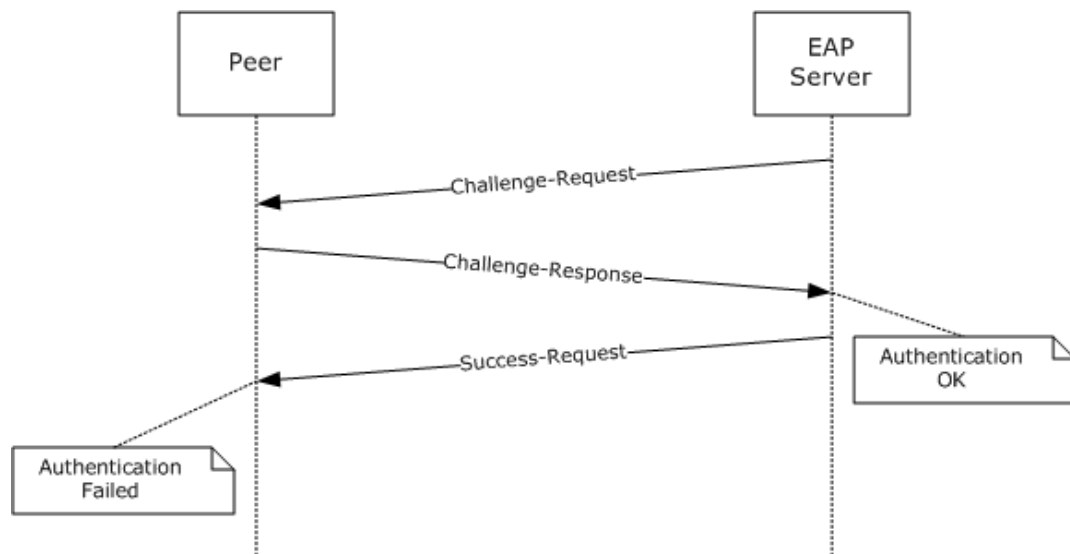 Peer
EAP
Server
Challenge-Request
Challenge-Response
Success-Request
Authentication
OK
Authentication
Failed